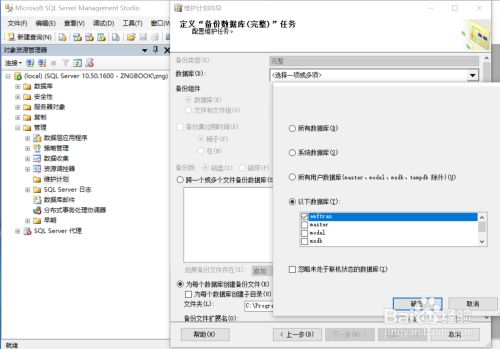 Microsoft SQL Server Management Studio
文件(F) 编辑(E) 查看(V) 调试(D) 工具(T)
新建查询(N)
对象资源管理器
连接
(local) (SQL Server 10.50.1600 - ZNGBOOK\zng)
数据库
安全性
服务器对象
复制
管理
数据层应用程序
策略管理
数据收集
资源调控器
维护计划
SQL Server 日志
数据库邮件
分布式事务处理协调器
早期
SQL Server 代理
就绪
维护计划向导
定义“备份数据库(完整)”任务
配置维护任务。
备份类型(K):
完整
数据库(D):
<选择一项或多项>
备份组件
数据库(B)
文件和文件组(G):
备份集过期时间(E):
晚于(R)
在(N)
备份到:
磁盘(I)
磁带(P)
跨一个或多个文件备份数据库(S)
如果备份文件存在(X):
追加
为每个数据库创建备份文件(R)
为每个数据库创建子目录(U)
文件夹(L):
C:\Progra
备份文件扩展名(O):
帮助(H)
< 上一步(B)
下一步(N) >
取消
所有数据库(A)
系统数据库(S)
所有用户数据库(master、model、msdb、tempdb 除外)(U)
以下数据库(T):
omftran
master
model
msdb
忽略未处于联机状态的数据库(I)
确定
取消
Baidu 经验
jingyan.baidu.com